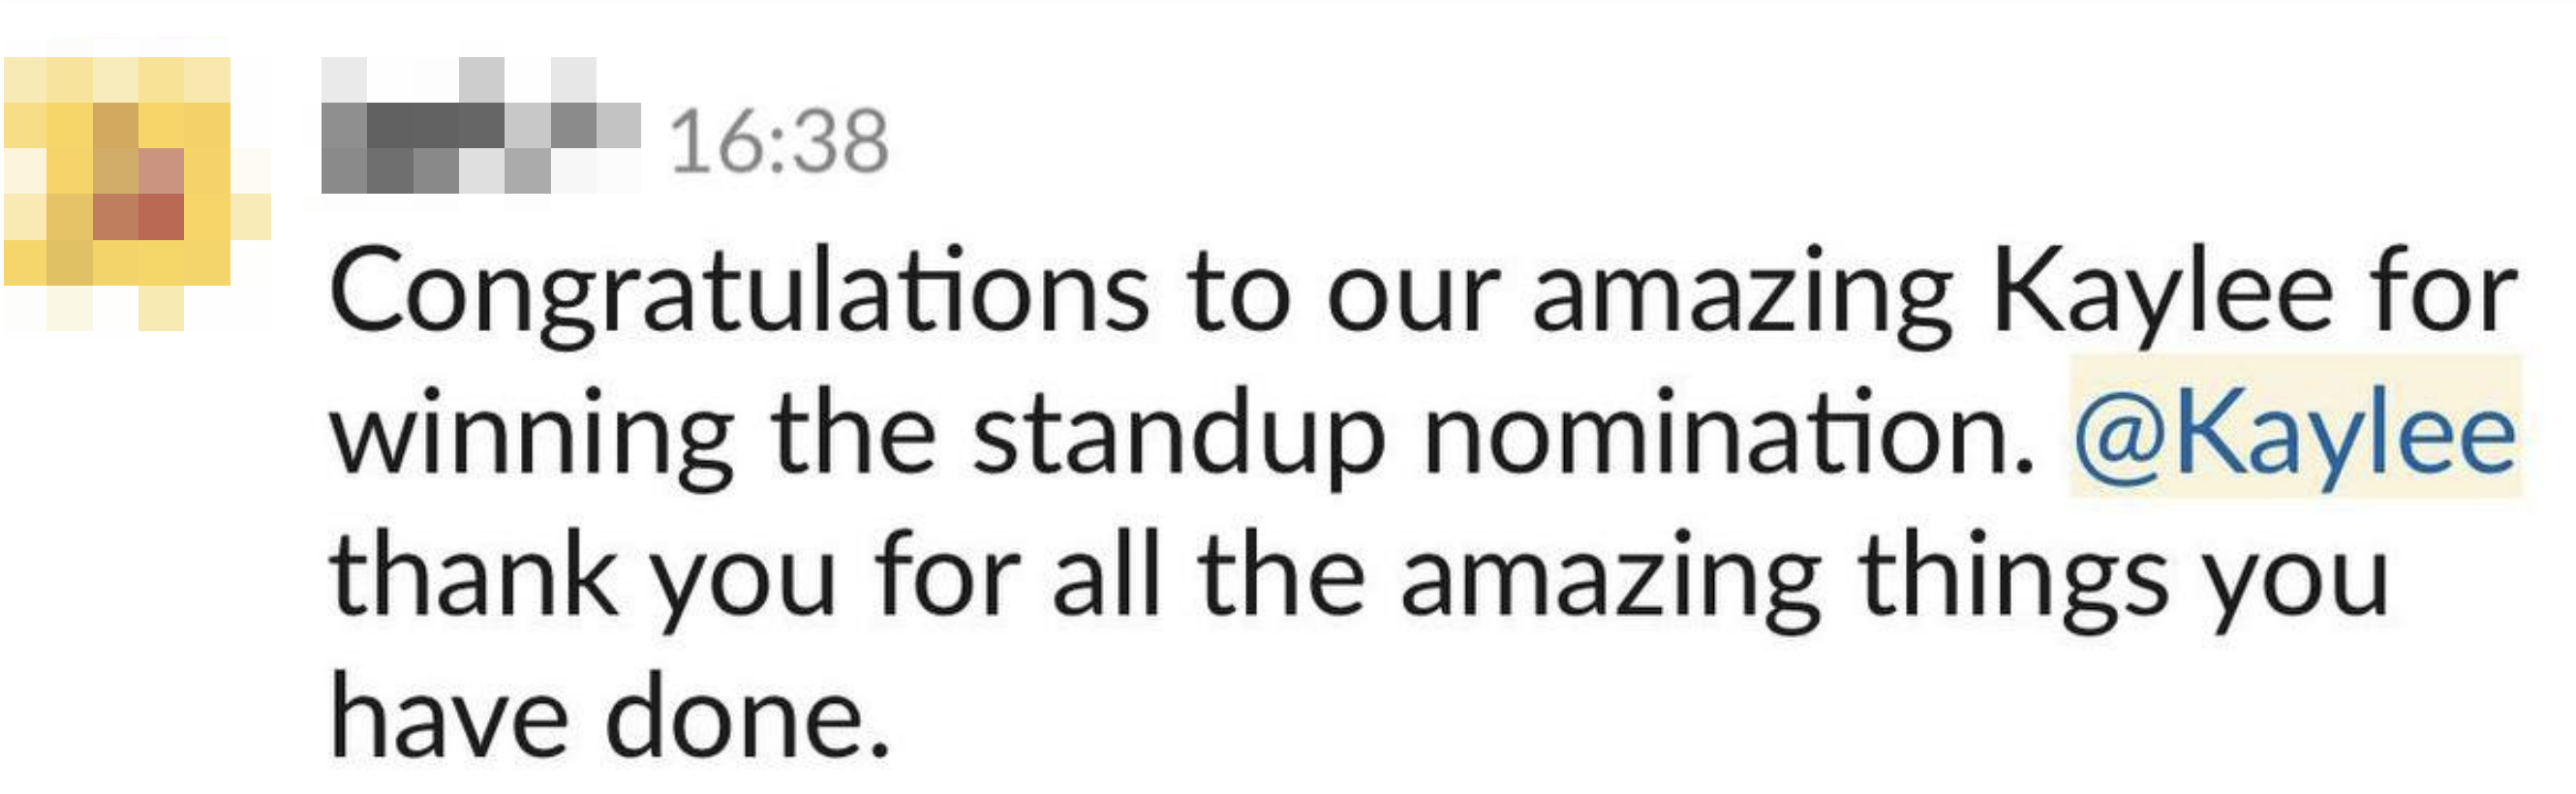 16:38
Congratulations to our amazing Kaylee for
winning the standup nomination. @Kaylee
thank you for all the amazing things you
have done.